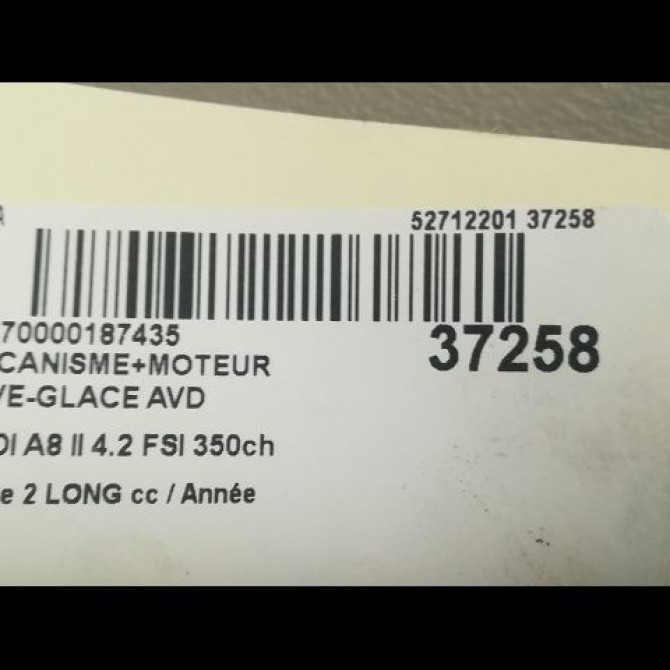 52712201 37258
70000187435
37258
CANISME+MOTEUR
VE-GLACE AVD
DI A8 II 4.2 FSI 350ch
e 2 LONG cc / Année